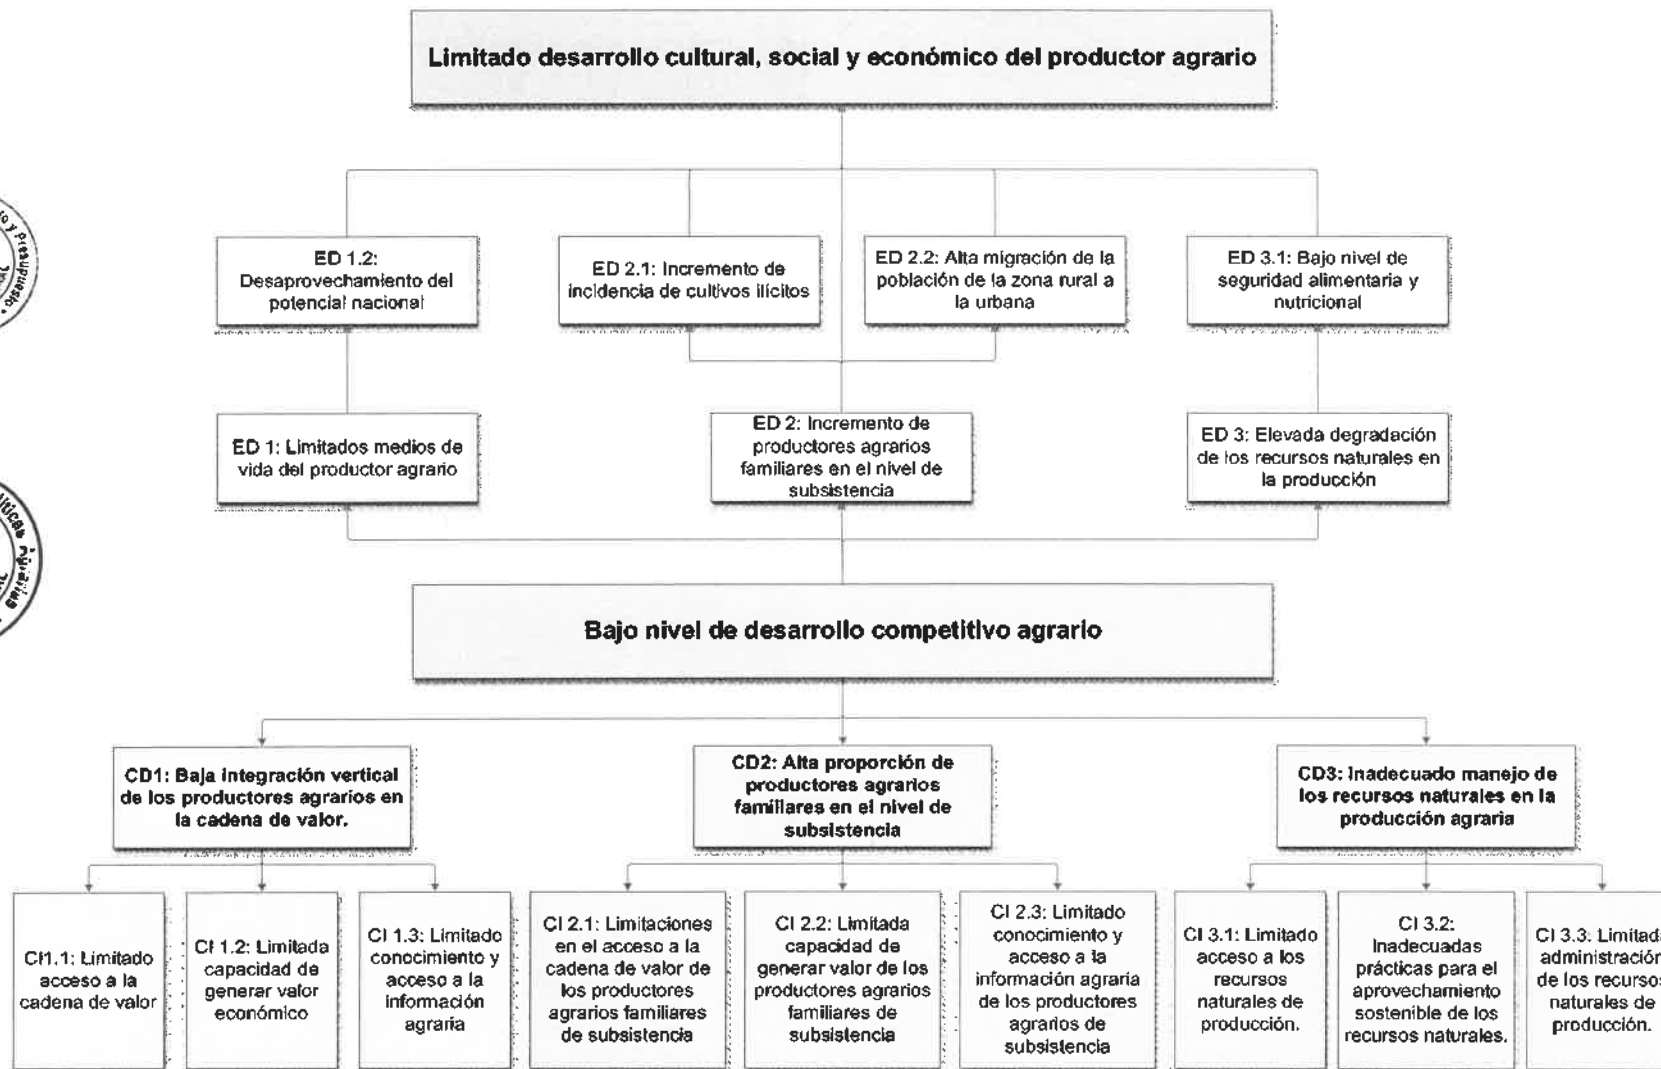 Limitado desarrollo cultural, social y económico del productor agrario
ED 1.2:
Desaprovechamiento del
potencial nacional
ED 2.1: Incremento de
incidencia de cultivos ilícitos
ED 2.2: Alta migración de la
población de la zona rural a
la urbana
ED 3.1: Bajo nivel de
seguridad alimentaria y
nutricional
ED 1: Limitados medios de
vida del productor agrario
ED 2: Incremento de
productores agrarios
familiares en el nivel de
subsistencia
ED 3: Elevada degradación
de los recursos naturales en
la producción
Bajo nivel de desarrollo competitivo agrario
CD1: Baja integración vertical
de los productores agrarios en
la cadena de valor.
CD2: Alta proporción de
productores agrarios
familiares en el nivel de
subsistencia
CD3: Inadecuado manejo de
los recursos naturales en la
producción agraria
CI1.1: Limitado
acceso a la
cadena de valor
CI 1.2: Limitada
capacidad de
generar valor
económico
CI 1.3: Limitado
conocimiento y
acceso a la
información
agraria
CI 2.1: Limitaciones
en el acceso a la
cadena de valor de
los productores
agrarios familiares
de subsistencia
CI 2.2: Limitada
capacidad de
generar valor de los
productores agrarios
familiares de
subsistencia
CI 2.3: Limitado
conocimiento y
acceso a la
información agraria
de los productores
agrarios de
subsistencia
CI 3.1: Limitado
acceso a los
recursos
naturales de
producción.
CI 3.2:
Inadecuadas
prácticas para el
aprovechamiento
sostenible de los
recursos naturales.
CI 3.3: Limitada
administración
de los recursos
naturales de
producción.
y Presupuesto
Agrarias